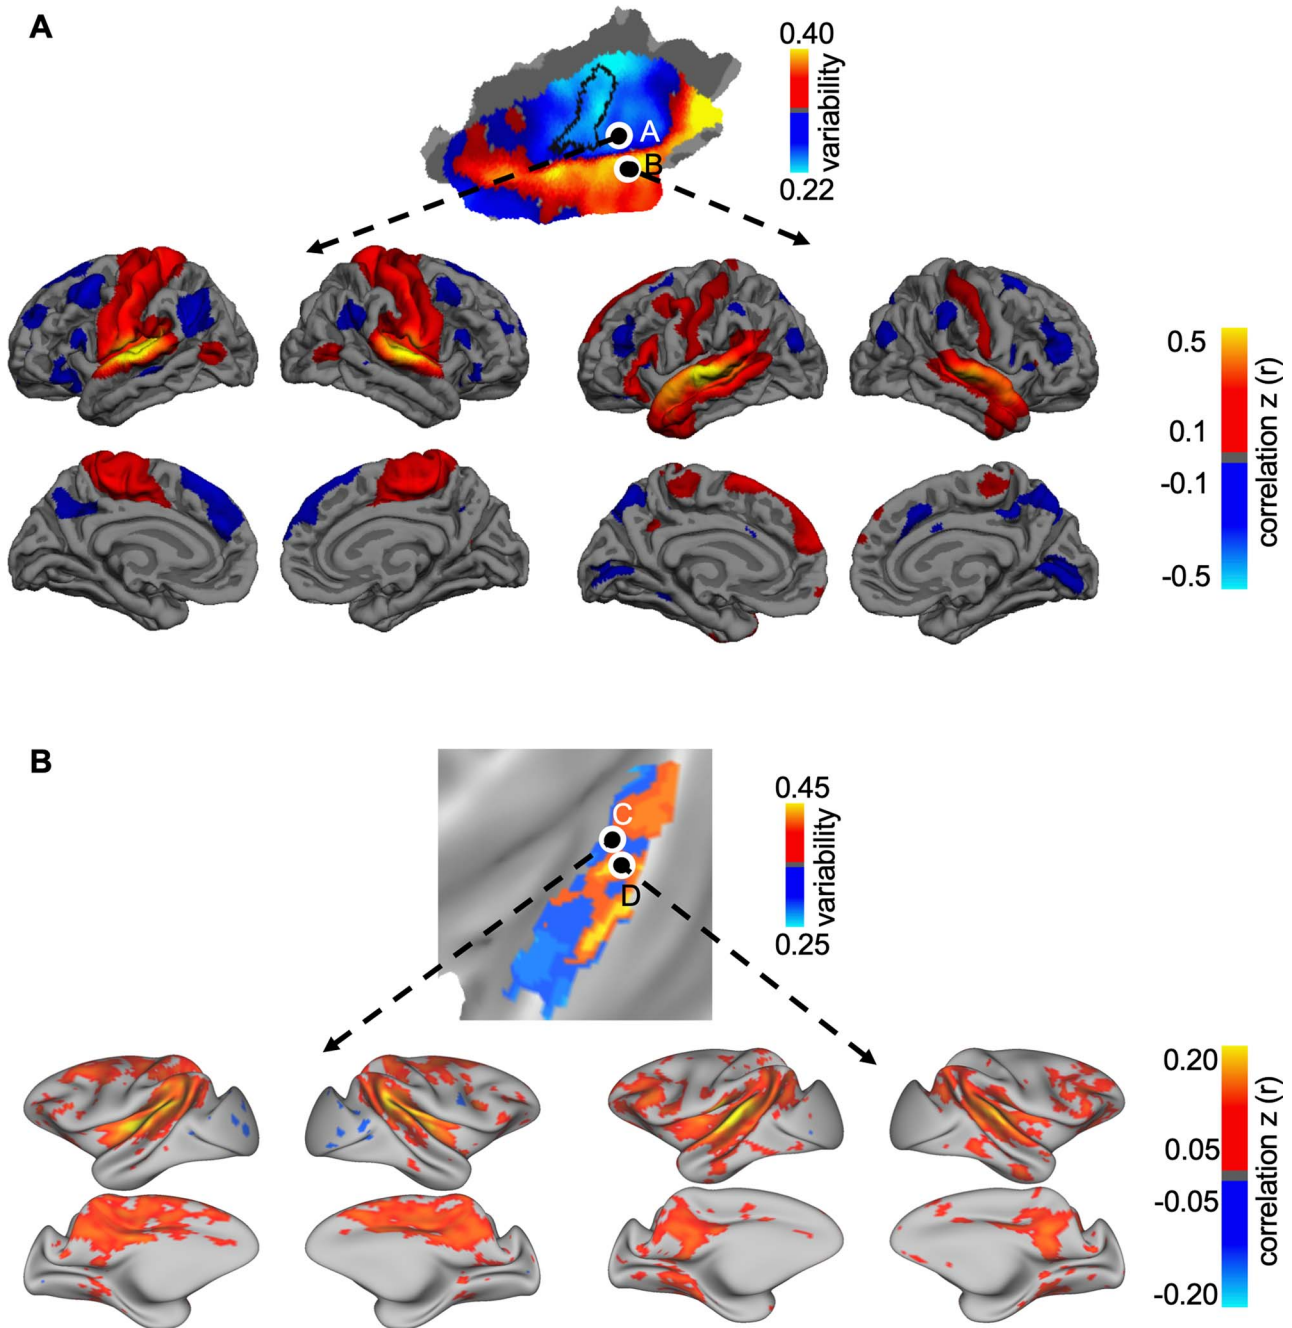 A
0.40
variability
0.22
A
B
0.5
0.1
-0.1
-0.5
correlation z (r)
B
0.45
variability
0.25
C
D
0.20
0.05
-0.05
-0.20
correlation z (r)